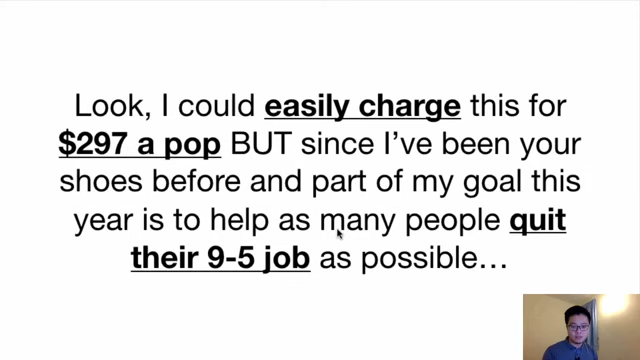 Look, I could easily charge this for
$297 a pop BUT since I’ve been your
shoes before and part of my goal this
year is to help as many people quit
their 9-5 job as possible…